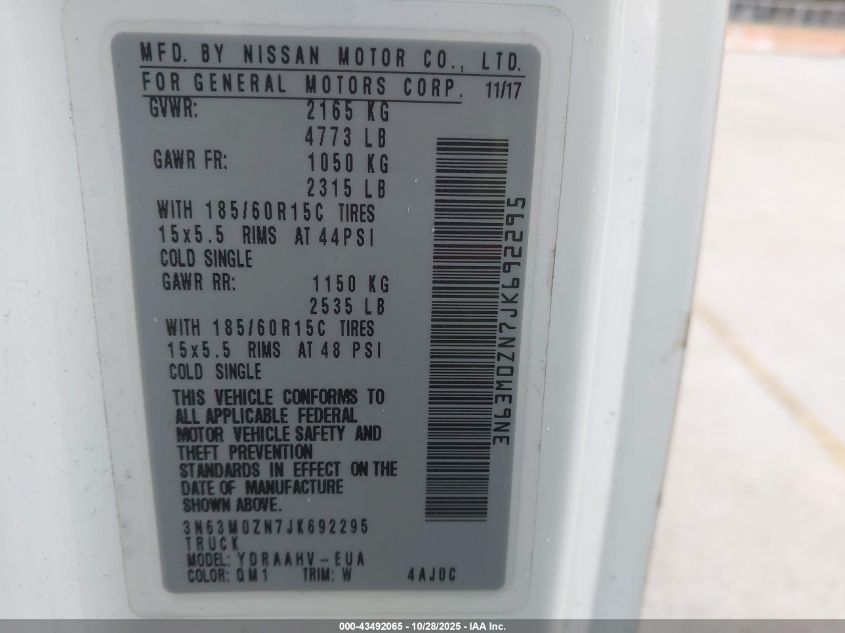 MFD. BY NISSAN MOTOR CO., LTD.
FOR GENERAL MOTORS CORP. 11/17
GVWR: 2165 KG
4773 LB
GAWR FR: 1050 KG
2315 LB
WITH 185/60R15C TIRES
15x5.5 RIMS AT 44PSI
COLD SINGLE
GAWR RR: 1150 KG
2535 LB
WITH 185/60R15C TIRES
15x5.5 RIMS AT 48 PSI
COLD SINGLE
THIS VEHICLE CONFORMS TO
ALL APPLICABLE FEDERAL
MOTOR VEHICLE SAFETY AND
THEFT PREVENTION
STANDARDS IN EFFECT ON THE
DATE OF MANUFACTURE
SHOWN ABOVE.
3N63M0ZN7JK692295
TRUCK
MODEL: YDRAAHV-EUA
COLOR: QM1 TRIM: W 4AJ0C
3N63M0ZN7JK692295
000-43492065 - 10/28/2025 - IAA Inc.